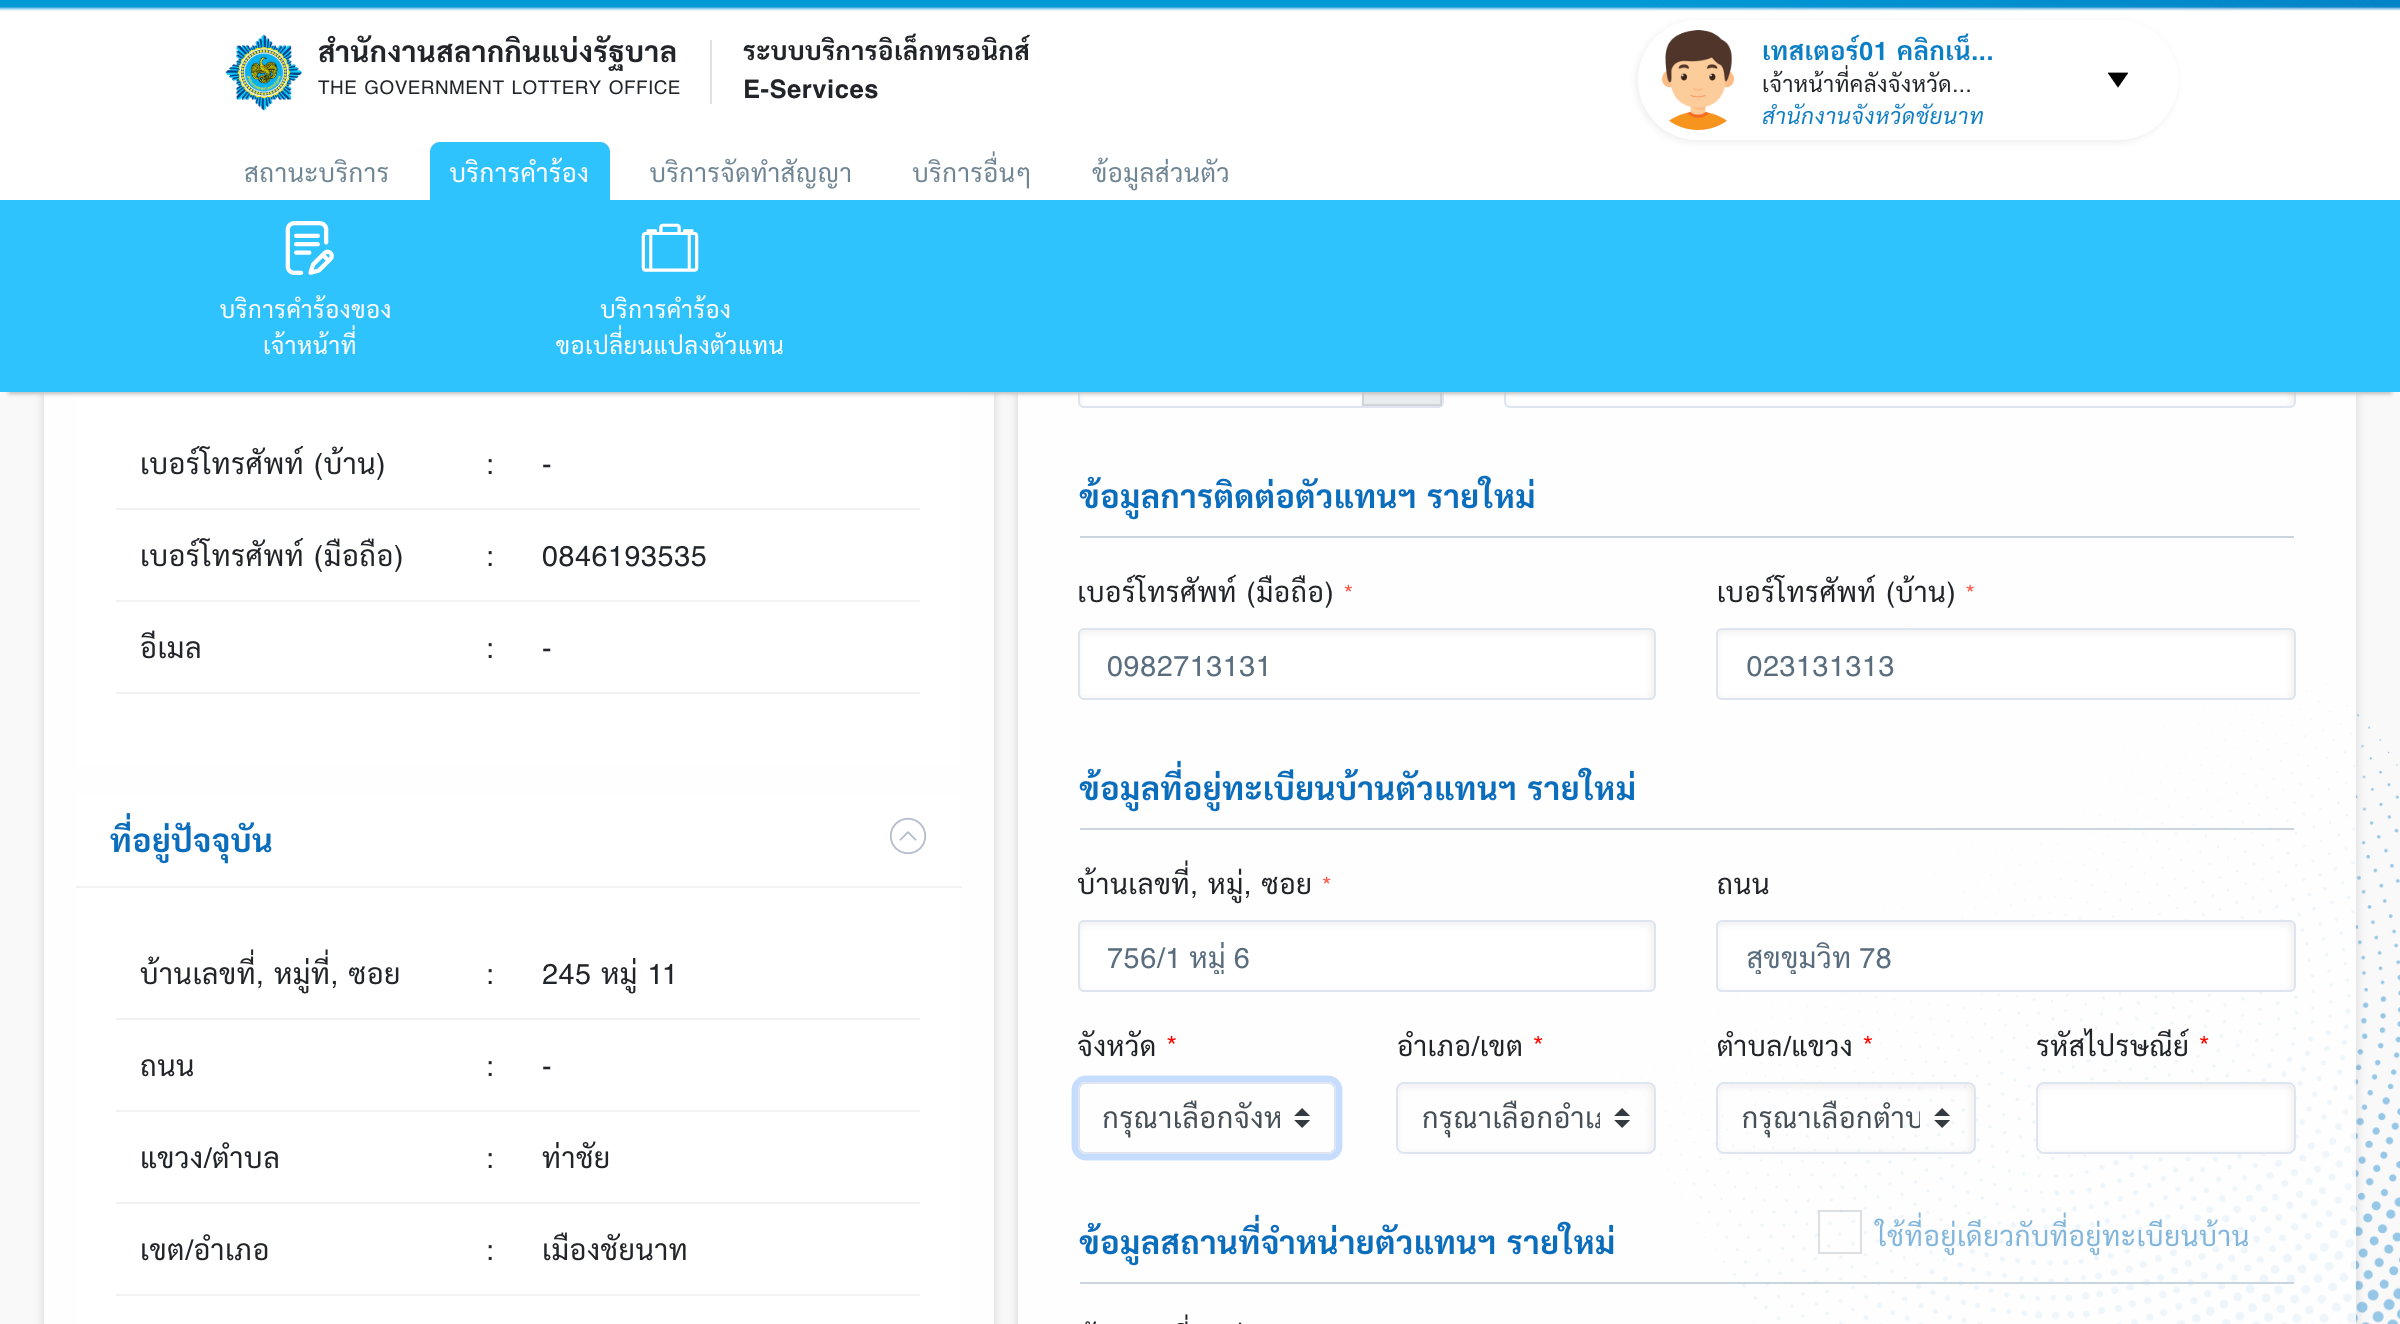 สำนักงานสลากกินแบ่งรัฐบาล
THE GOVERNMENT LOTTERY OFFICE
ระบบบริการอิเล็กทรอนิกส์
E-Services
เทสเตอร์01 คลิกเน็...
เจ้าหน้าที่คลังจังหวัด...
สำนักงานจังหวัดชัยนาท
สถานะบริการ
บริการคำร้อง
บริการจัดทำสัญญา
บริการอื่นๆ
ข้อมูลส่วนตัว
บริการคำร้องของ
เจ้าหน้าที่
บริการคำร้อง
ขอเปลี่ยนแปลงตัวแทน
เบอร์โทรศัพท์ (บ้าน) : -
เบอร์โทรศัพท์ (มือถือ) : 0846193535
อีเมล : -
ที่อยู่ปัจจุบัน
บ้านเลขที่, หมู่ที่, ซอย : 245 หมู่ 11
ถนน : -
แขวง/ตำบล : ท่าชัย
เขต/อำเภอ : เมืองชัยนาท
ข้อมูลการติดต่อตัวแทนฯ รายใหม่
เบอร์โทรศัพท์ (มือถือ) *
เบอร์โทรศัพท์ (บ้าน) *
0982713131
023131313
ข้อมูลที่อยู่ทะเบียนบ้านตัวแทนฯ รายใหม่
บ้านเลขที่, หมู่, ซอย *
ถนน
756/1 หมู่ 6
สุขขุมวิท 78
จังหวัด *
อำเภอ/เขต *
ตำบล/แขวง *
รหัสไปรษณีย์ *
กรุณาเลือกจังห
กรุณาเลือกอำเภ
กรุณาเลือกตำบ
ข้อมูลสถานที่จำหน่ายตัวแทนฯ รายใหม่
ใช้ที่อยู่เดียวกับที่อยู่ทะเบียนบ้าน